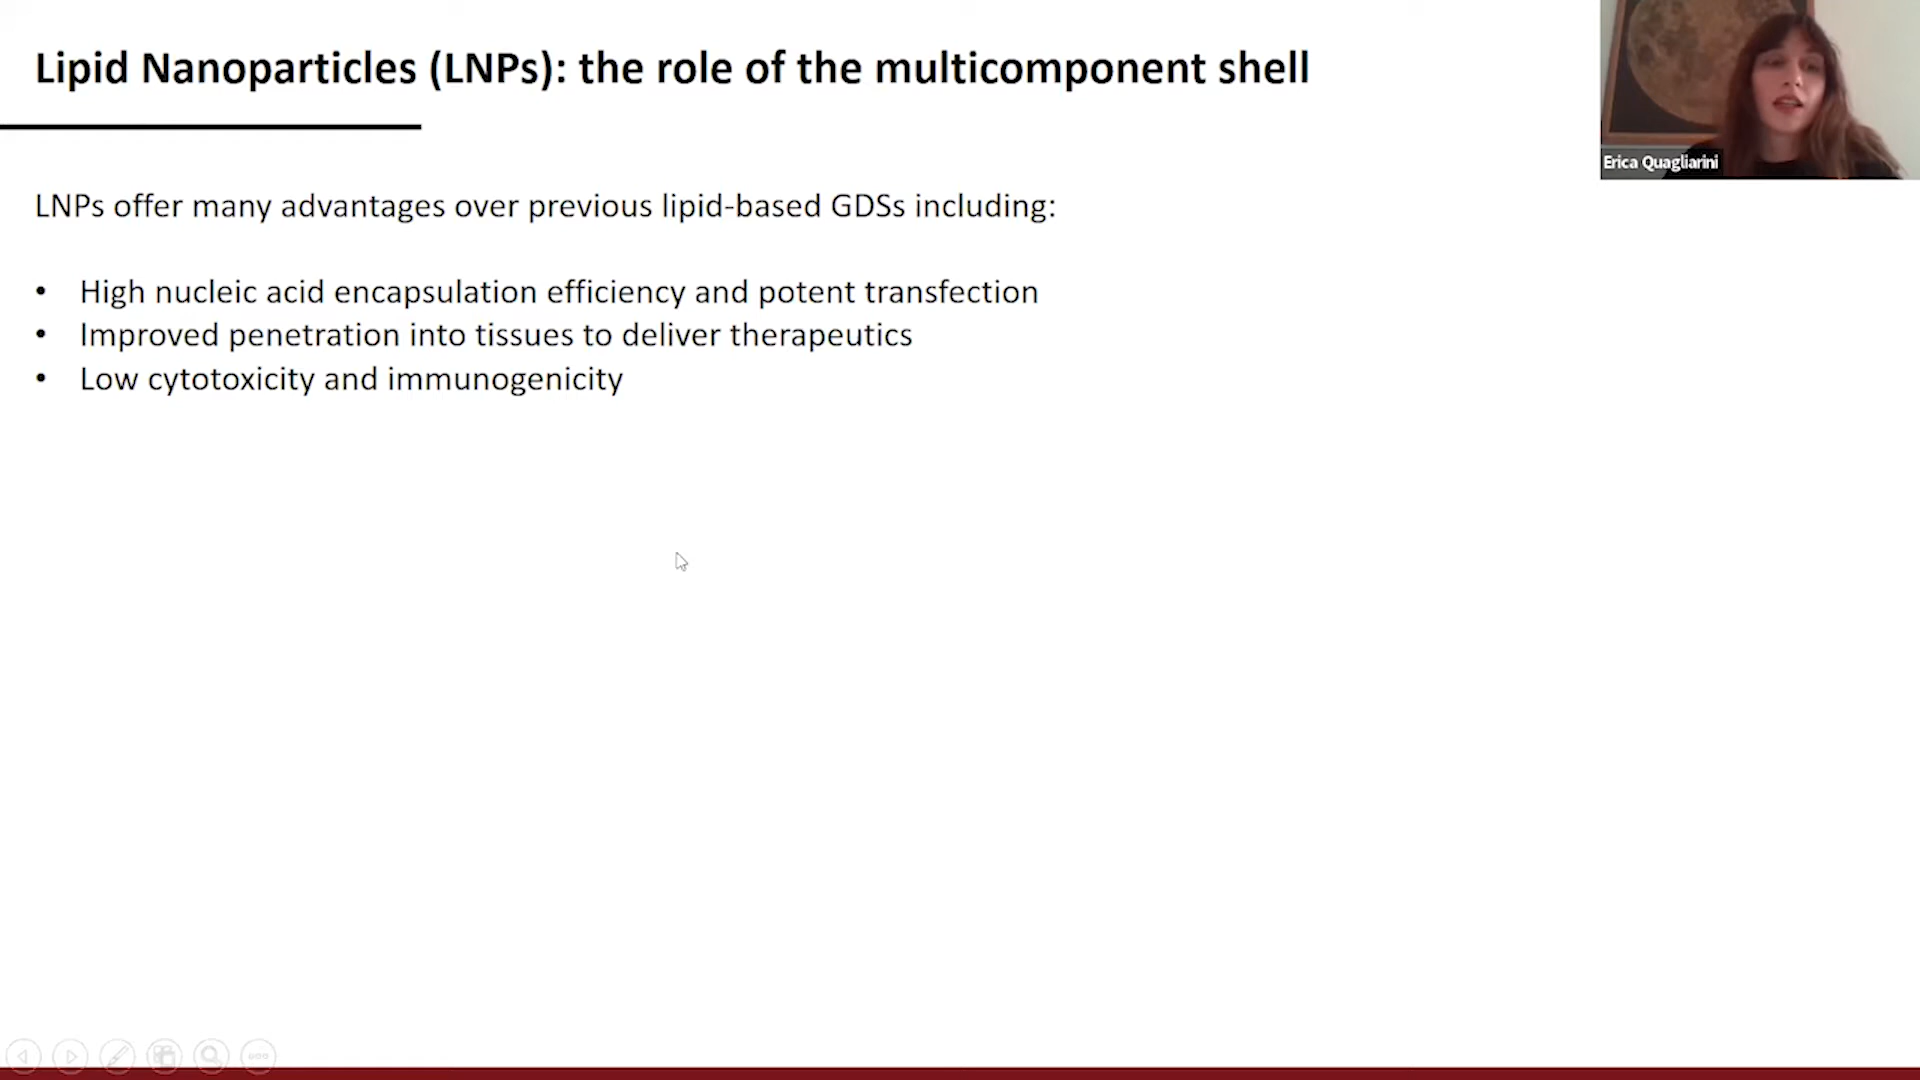 Lipid Nanoparticles (LNPs): the role of the multicomponent shell
Erica Quagliarini
LNPs offer many advantages over previous lipid-based GDSs including:
• High nucleic acid encapsulation efficiency and potent transfection
• Improved penetration into tissues to deliver therapeutics
• Low cytotoxicity and immunogenicity